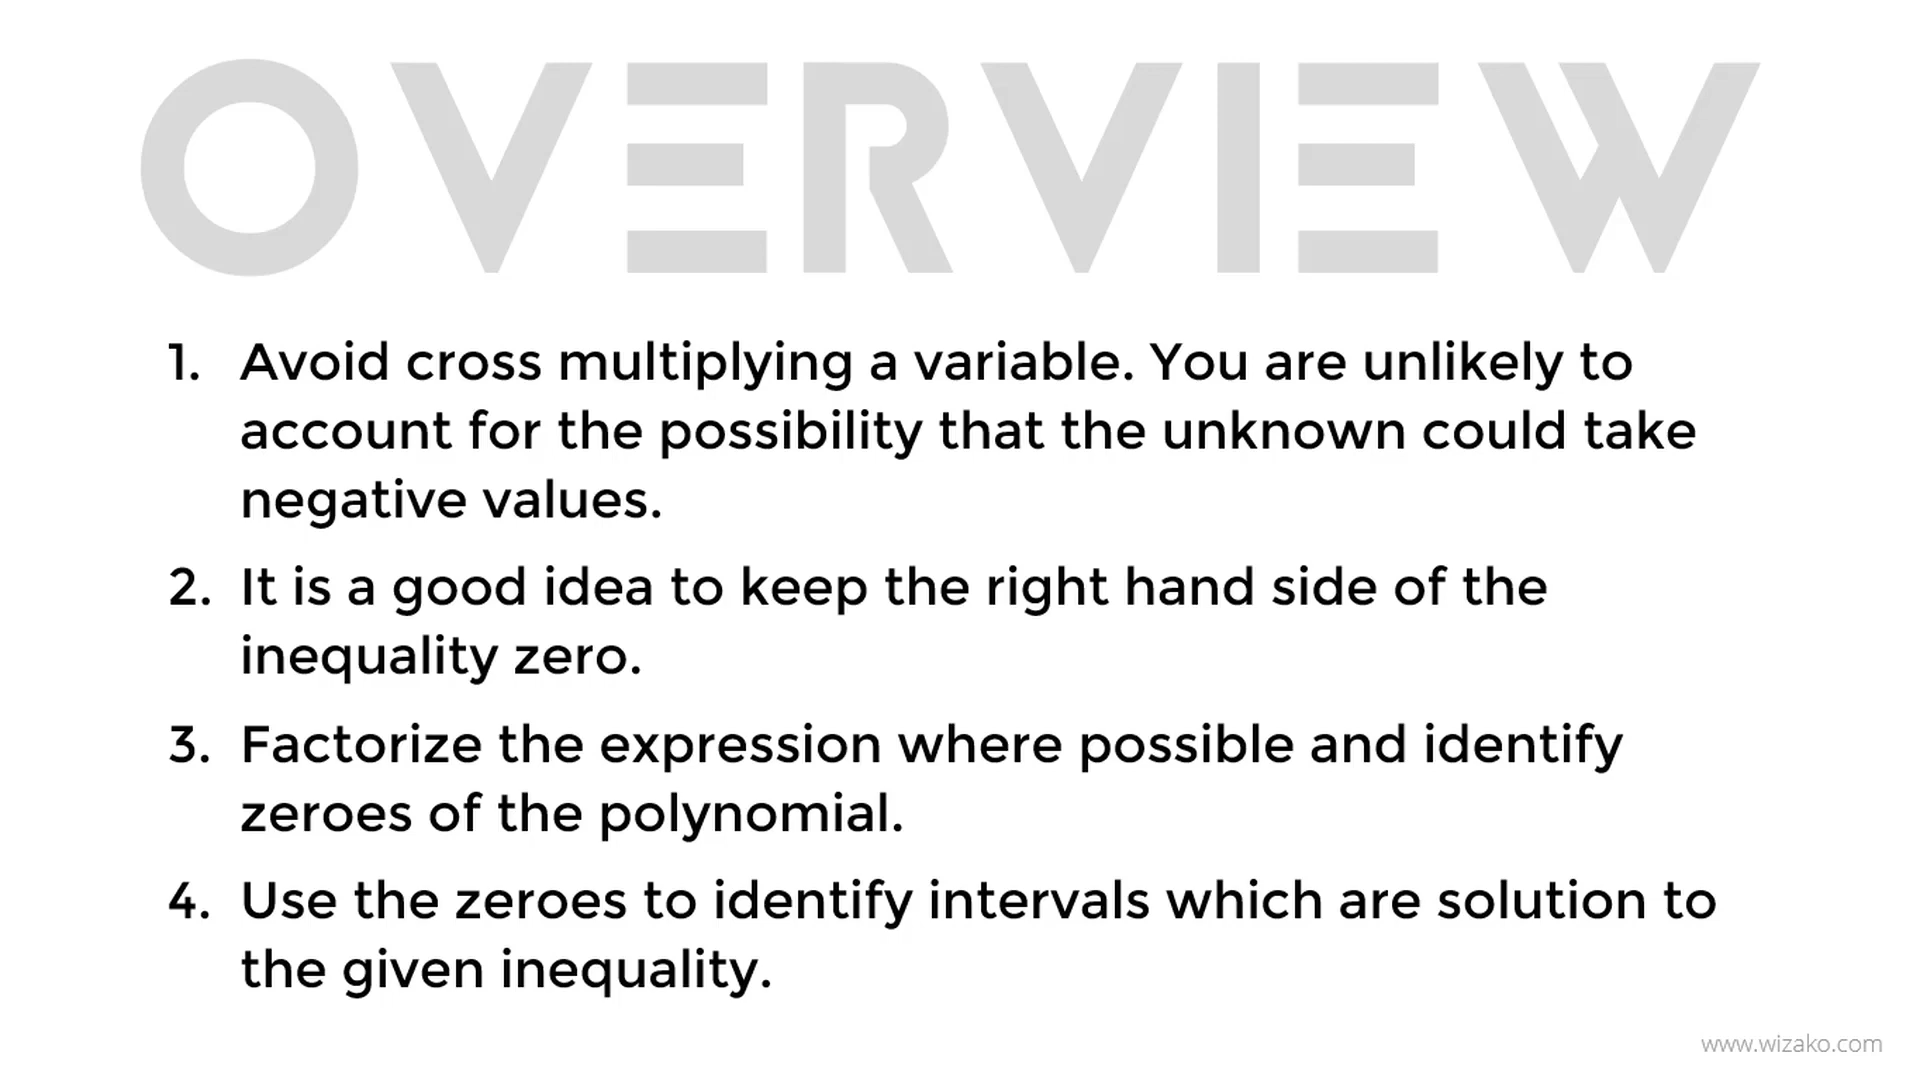 OVERVIEW
1. Avoid cross multiplying a variable. You are unlikely to
account for the possibility that the unknown could take
negative values.
2. It is a good idea to keep the right hand side of the
inequality zero.
3. Factorize the expression where possible and identify
zeroes of the polynomial.
4. Use the zeroes to identify intervals which are solution to
the given inequality.
www.wizako.com